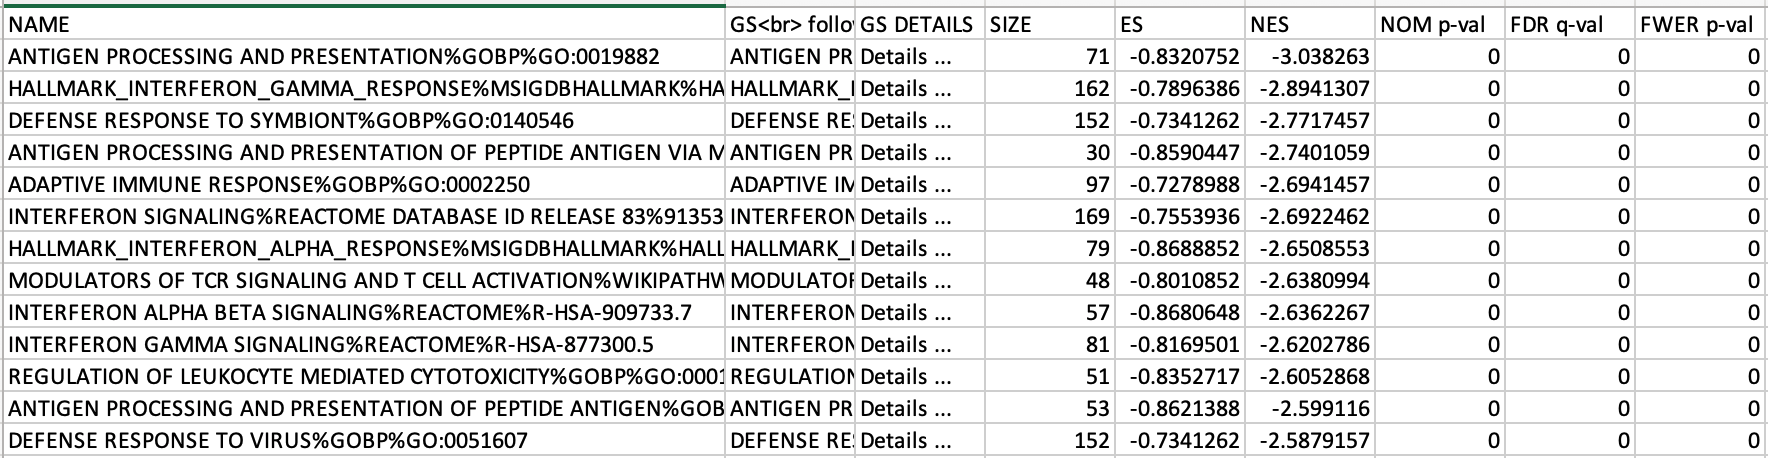 NAME GS<br> follo GS DETAILS SIZE ES NES NOM p-val FDR q-val FWER p-val
ANTIGEN PROCESSING AND PRESENTATION%GOBP%GO:0019882 ANTIGEN PR Details ... 71 -0.8320752 -3.038263 0 0 0
HALLMARK_INTERFERON_GAMMA_RESPONSE%MSIGDBHALLMARK%HA HALLMARK_I Details ... 162 -0.7896386 -2.8941307 0 0 0
DEFENSE RESPONSE TO SYMBIONT%GOBP%GO:0140546 DEFENSE RE Details ... 152 -0.7341262 -2.7717457 0 0 0
ANTIGEN PROCESSING AND PRESENTATION OF PEPTIDE ANTIGEN VIA M ANTIGEN PR Details ... 30 -0.8590447 -2.7401059 0 0 0
ADAPTIVE IMMUNE RESPONSE%GOBP%GO:0002250 ADAPTIVE IM Details ... 97 -0.7278988 -2.6941457 0 0 0
INTERFERON SIGNALING%REACTOME DATABASE ID RELEASE 83%91353 INTERFERON Details ... 169 -0.7553936 -2.6922462 0 0 0
HALLMARK_INTERFERON_ALPHA_RESPONSE%MSIGDBHALLMARK%HALL HALLMARK_I Details ... 79 -0.8688852 -2.6508553 0 0 0
MODULATORS OF TCR SIGNALING AND T CELL ACTIVATION%WIKIPATHW MODULATOR Details ... 48 -0.8010852 -2.6380994 0 0 0
INTERFERON ALPHA BETA SIGNALING%REACTOME%R-HSA-909733.7 INTERFERON Details ... 57 -0.8680648 -2.6362267 0 0 0
INTERFERON GAMMA SIGNALING%REACTOME%R-HSA-877300.5 INTERFERON Details ... 81 -0.8169501 -2.6202786 0 0 0
REGULATION OF LEUKOCYTE MEDIATED CYTOTOXICITY%GOBP%GO:0001 REGULATION Details ... 51 -0.8352717 -2.6052868 0 0 0
ANTIGEN PROCESSING AND PRESENTATION OF PEPTIDE ANTIGEN%GOB ANTIGEN PR Details ... 53 -0.8621388 -2.599116 0 0 0
DEFENSE RESPONSE TO VIRUS%GOBP%GO:0051607 DEFENSE RE Details ... 152 -0.7341262 -2.5879157 0 0 0